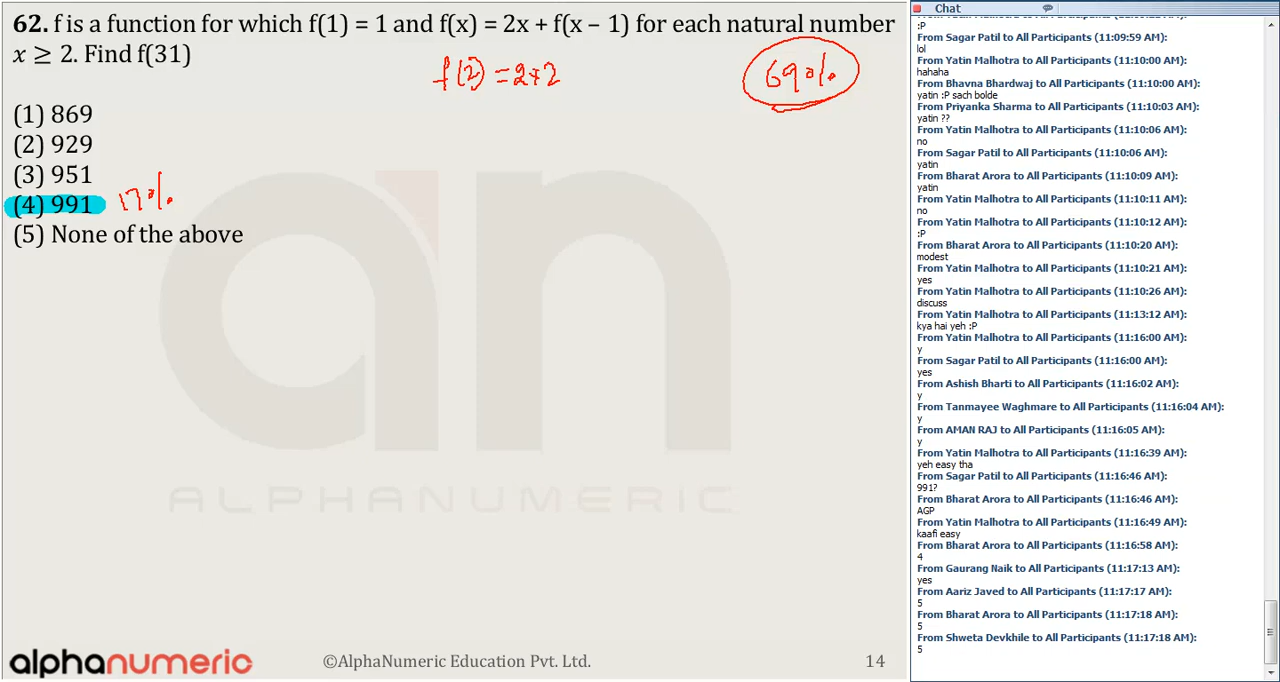 62. f is a function for which f(1) = 1 and f(x) = 2x + f(x – 1) for each natural number
x ≥ 2. Find f(31)
f(2) = 2+2
69%
(1) 869
(2) 929
(3) 951
(4) 991 17%
(5) None of the above
an
ALPHANUMERIC
alphanumeric
©AlphaNumeric Education Pvt. Ltd.
14
Chat
:P
From Sagar Patil to All Participants (11:09:59 AM):
lol
From Yatin Malhotra to All Participants (11:10:00 AM):
hahaha
From Bhavna Bhardwaj to All Participants (11:10:00 AM):
yatin :P sach bolde
From Priyanka Sharma to All Participants (11:10:03 AM):
yatin ??
From Yatin Malhotra to All Participants (11:10:06 AM):
no
From Sagar Patil to All Participants (11:10:06 AM):
yatin
From Bharat Arora to All Participants (11:10:09 AM):
yatin
From Yatin Malhotra to All Participants (11:10:11 AM):
no
From Yatin Malhotra to All Participants (11:10:12 AM):
:P
From Bharat Arora to All Participants (11:10:20 AM):
modest
From Yatin Malhotra to All Participants (11:10:21 AM):
yes
From Yatin Malhotra to All Participants (11:10:26 AM):
discuss
From Yatin Malhotra to All Participants (11:13:12 AM):
kya hai yeh :P
From Yatin Malhotra to All Participants (11:16:00 AM):
y
From Sagar Patil to All Participants (11:16:00 AM):
yes
From Ashish Bharti to All Participants (11:16:02 AM):
y
From Tanmayee Waghmare to All Participants (11:16:04 AM):
y
From AMAN RAJ to All Participants (11:16:05 AM):
y
From Yatin Malhotra to All Participants (11:16:39 AM):
yeh easy tha
From Sagar Patil to All Participants (11:16:46 AM):
991?
From Bharat Arora to All Participants (11:16:46 AM):
AGP
From Yatin Malhotra to All Participants (11:16:49 AM):
kaafi easy
From Bharat Arora to All Participants (11:16:58 AM):
4
From Gaurang Naik to All Participants (11:17:13 AM):
yes
From Aariz Javed to All Participants (11:17:17 AM):
5
From Bharat Arora to All Participants (11:17:18 AM):
5
From Shweta Devkhile to All Participants (11:17:18 AM):
5